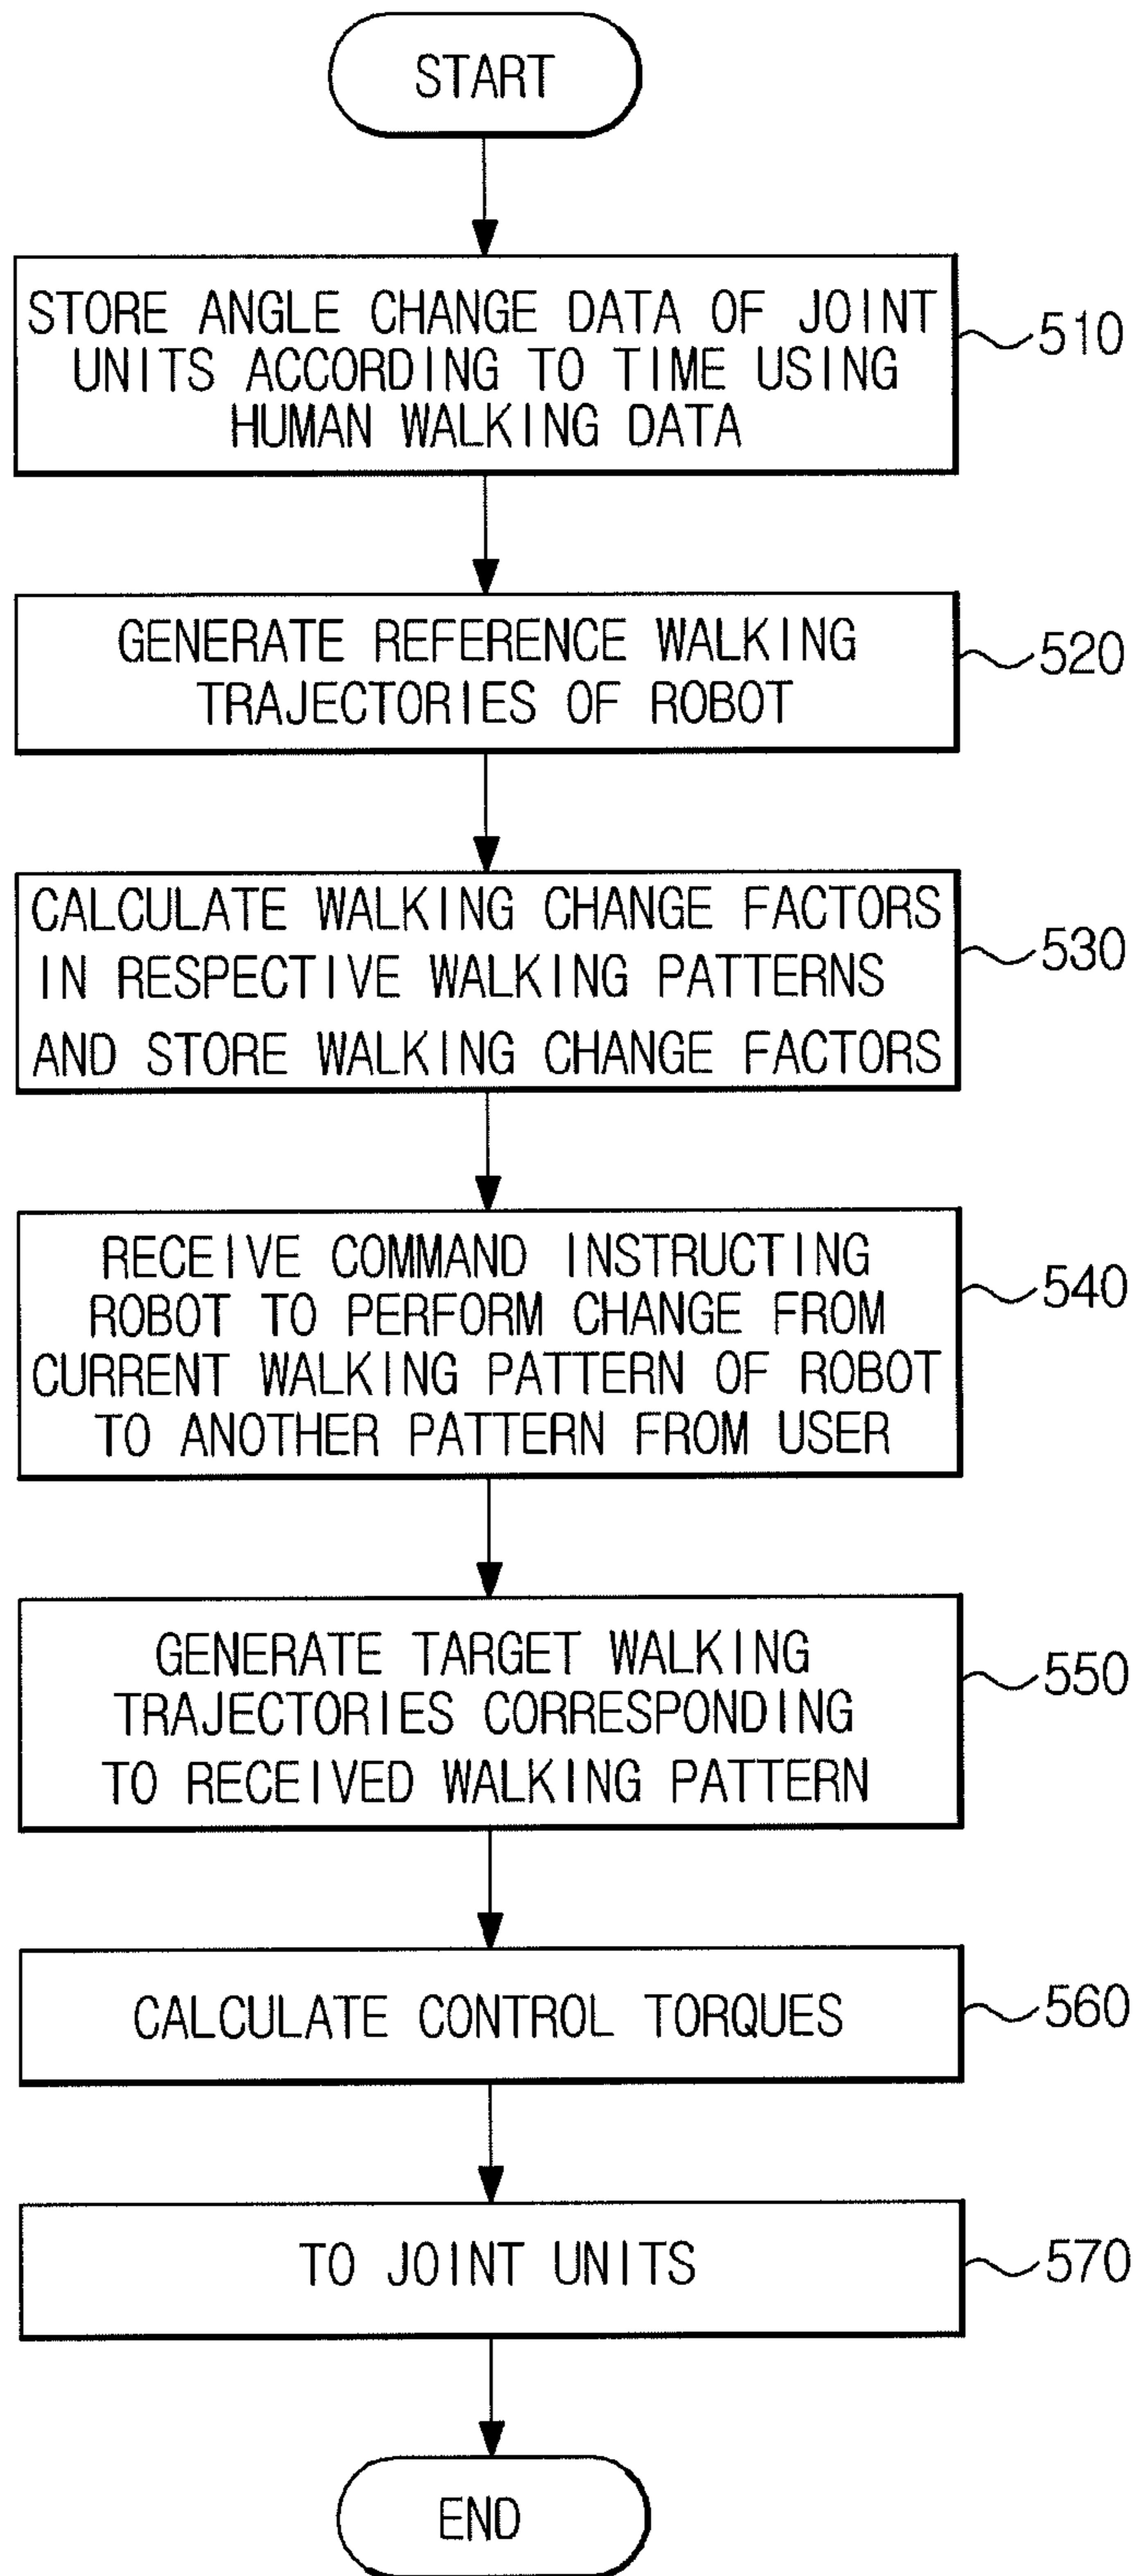 START
STORE ANGLE CHANGE DATA OF JOINT
UNITS ACCORDING TO TIME USING
HUMAN WALKING DATA
510
GENERATE REFERENCE WALKING
TRAJECTORIES OF ROBOT
520
CALCULATE WALKING CHANGE FACTORS
IN RESPECTIVE WALKING PATTERNS
AND STORE WALKING CHANGE FACTORS
530
RECEIVE COMMAND INSTRUCTING
ROBOT TO PERFORM CHANGE FROM
CURRENT WALKING PATTERN OF ROBOT
TO ANOTHER PATTERN FROM USER
540
GENERATE TARGET WALKING
TRAJECTORIES CORRESPONDING
TO RECEIVED WALKING PATTERN
550
CALCULATE CONTROL TORQUES
560
TO JOINT UNITS
570
END